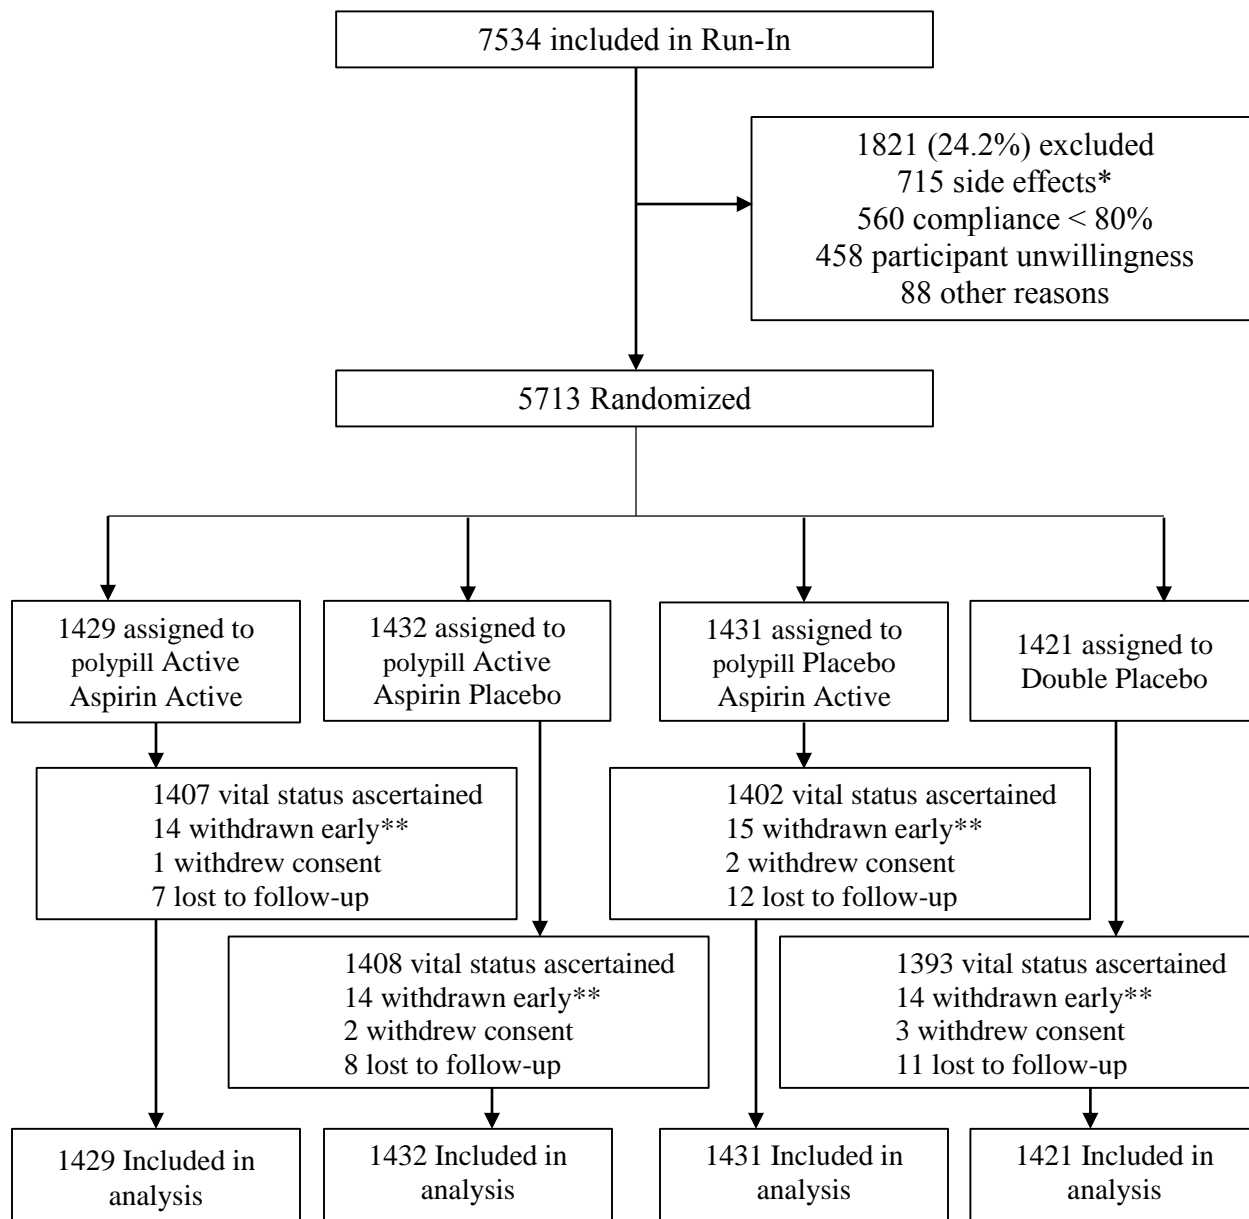 7534 included in Run-In
1821 (24.2%) excluded
715 side effects*
560 compliance < 80%
458 participant unwillingness
88 other reasons
5713 Randomized
1429 assigned to
polypill Active
Aspirin Active
1432 assigned to
polypill Active
Aspirin Placebo
1431 assigned to
polypill Placebo
Aspirin Active
1421 assigned to
Double Placebo
1407 vital status ascertained
14 withdrawn early**
1 withdrew consent
7 lost to follow-up
1402 vital status ascertained
15 withdrawn early**
2 withdrew consent
12 lost to follow-up
1408 vital status ascertained
14 withdrawn early**
2 withdrew consent
8 lost to follow-up
1393 vital status ascertained
14 withdrawn early**
3 withdrew consent
11 lost to follow-up
1429 Included in
analysis
1432 Included in
analysis
1431 Included in
analysis
1421 Included in
analysis